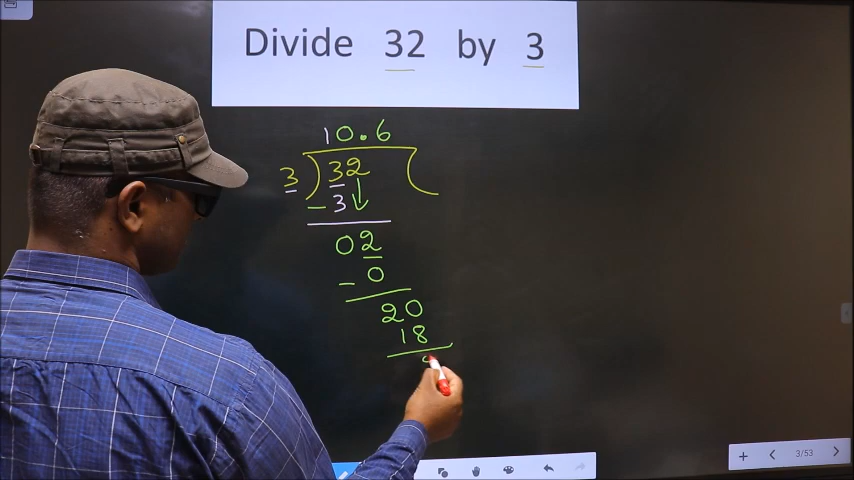 Divide 32 by 3
10.6
3 ) 32 (
- 3 ↓
02
- 0
20
18
+ < 3/53 >